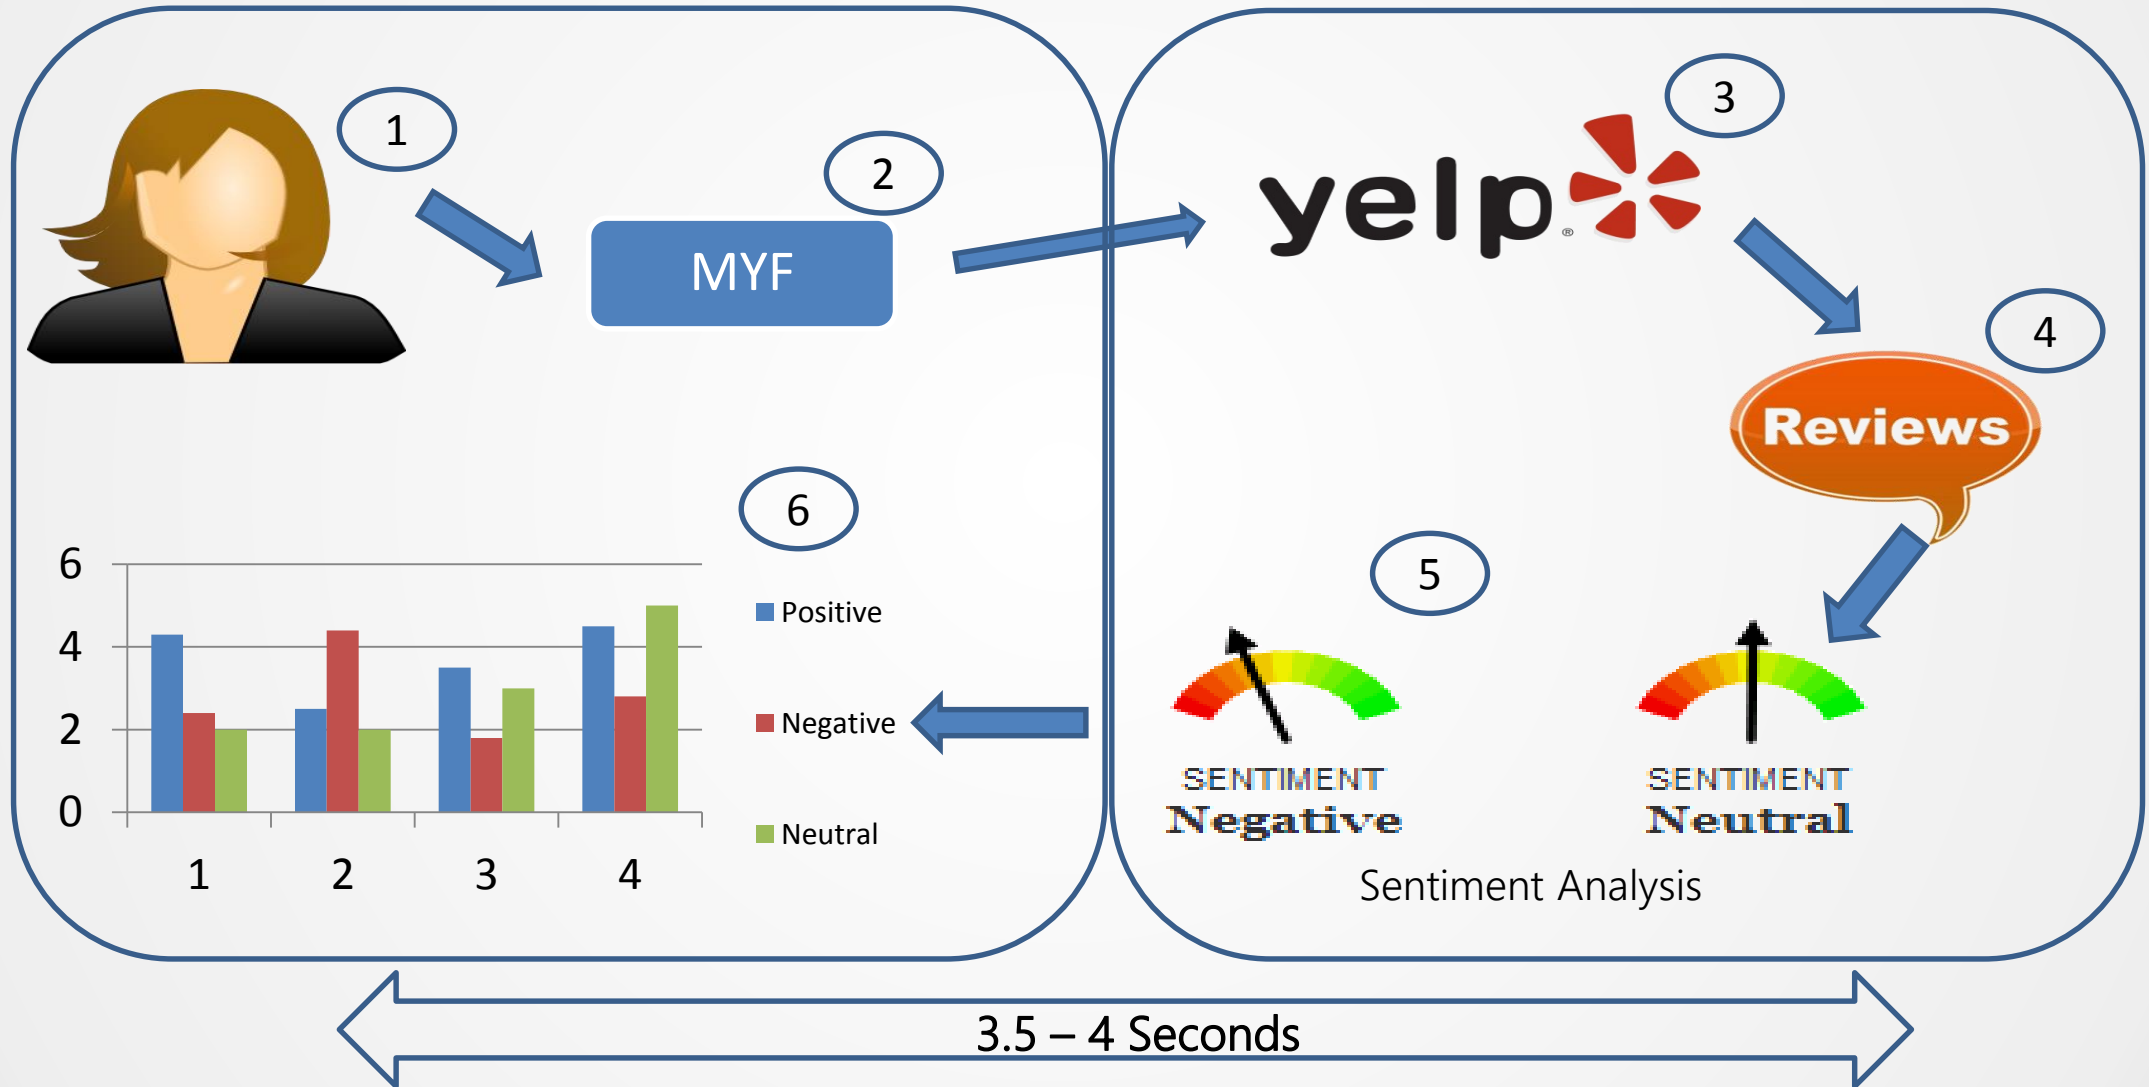 1
2
MYF
3
yelp
®
4
Reviews
6
6
4
2
0
1
2
3
4
Positive
Negative
Neutral
5
SENTIMENT
Negative
SENTIMENT
Neutral
Sentiment Analysis
3.5 – 4 Seconds